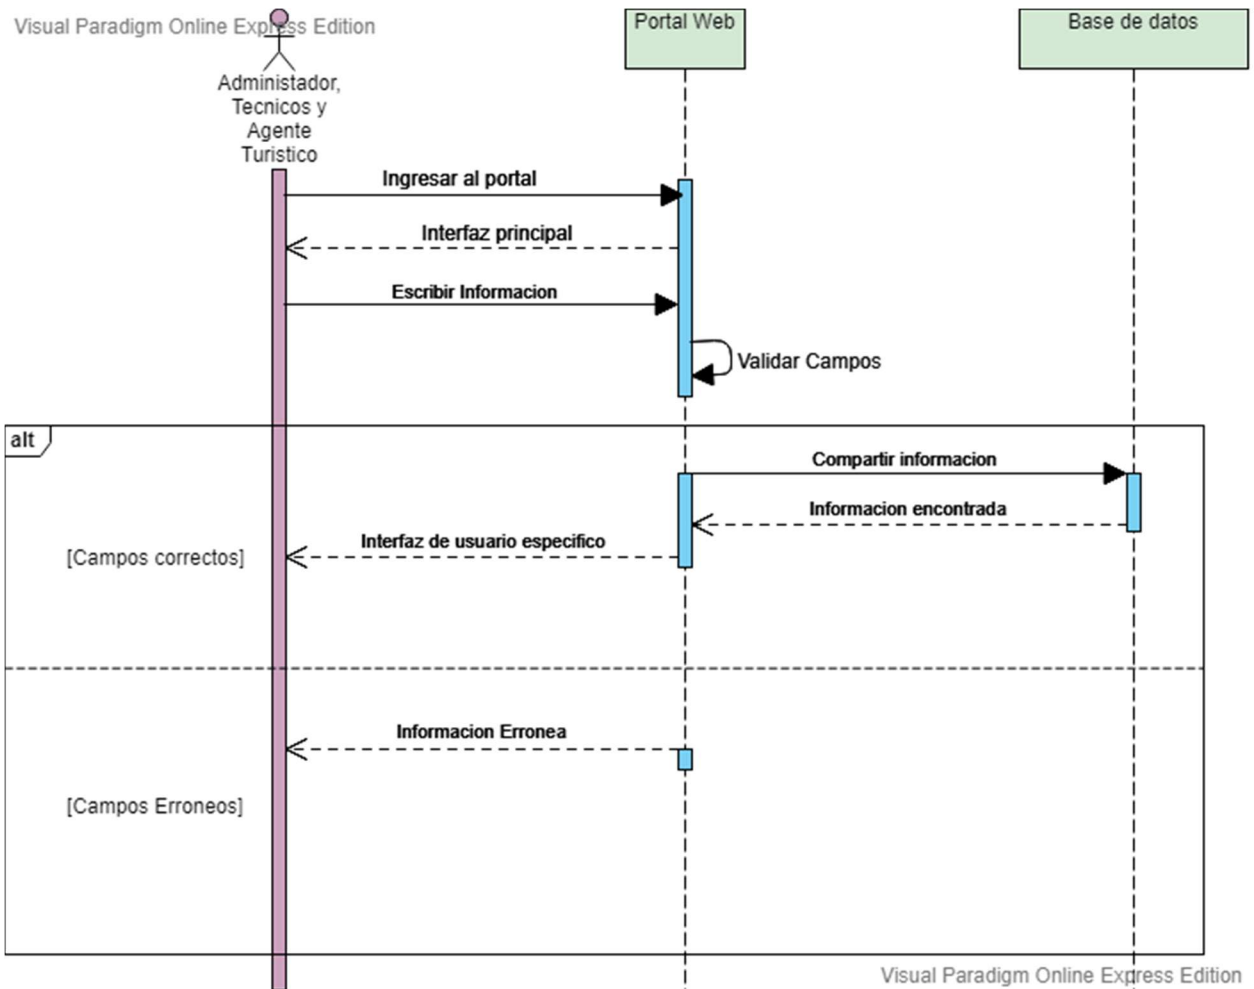 Visual Paradigm Online Express Edition
Administador,
Tecnicos y
Agente
Turistico
Portal Web
Base de datos
Ingresar al portal
Interfaz principal
Escribir Informacion
Validar Campos
alt
Compartir informacion
Informacion encontrada
Interfaz de usuario especifico
[Campos correctos]
Informacion Erronea
[Campos Erroneos]
Visual Paradigm Online Express Edition